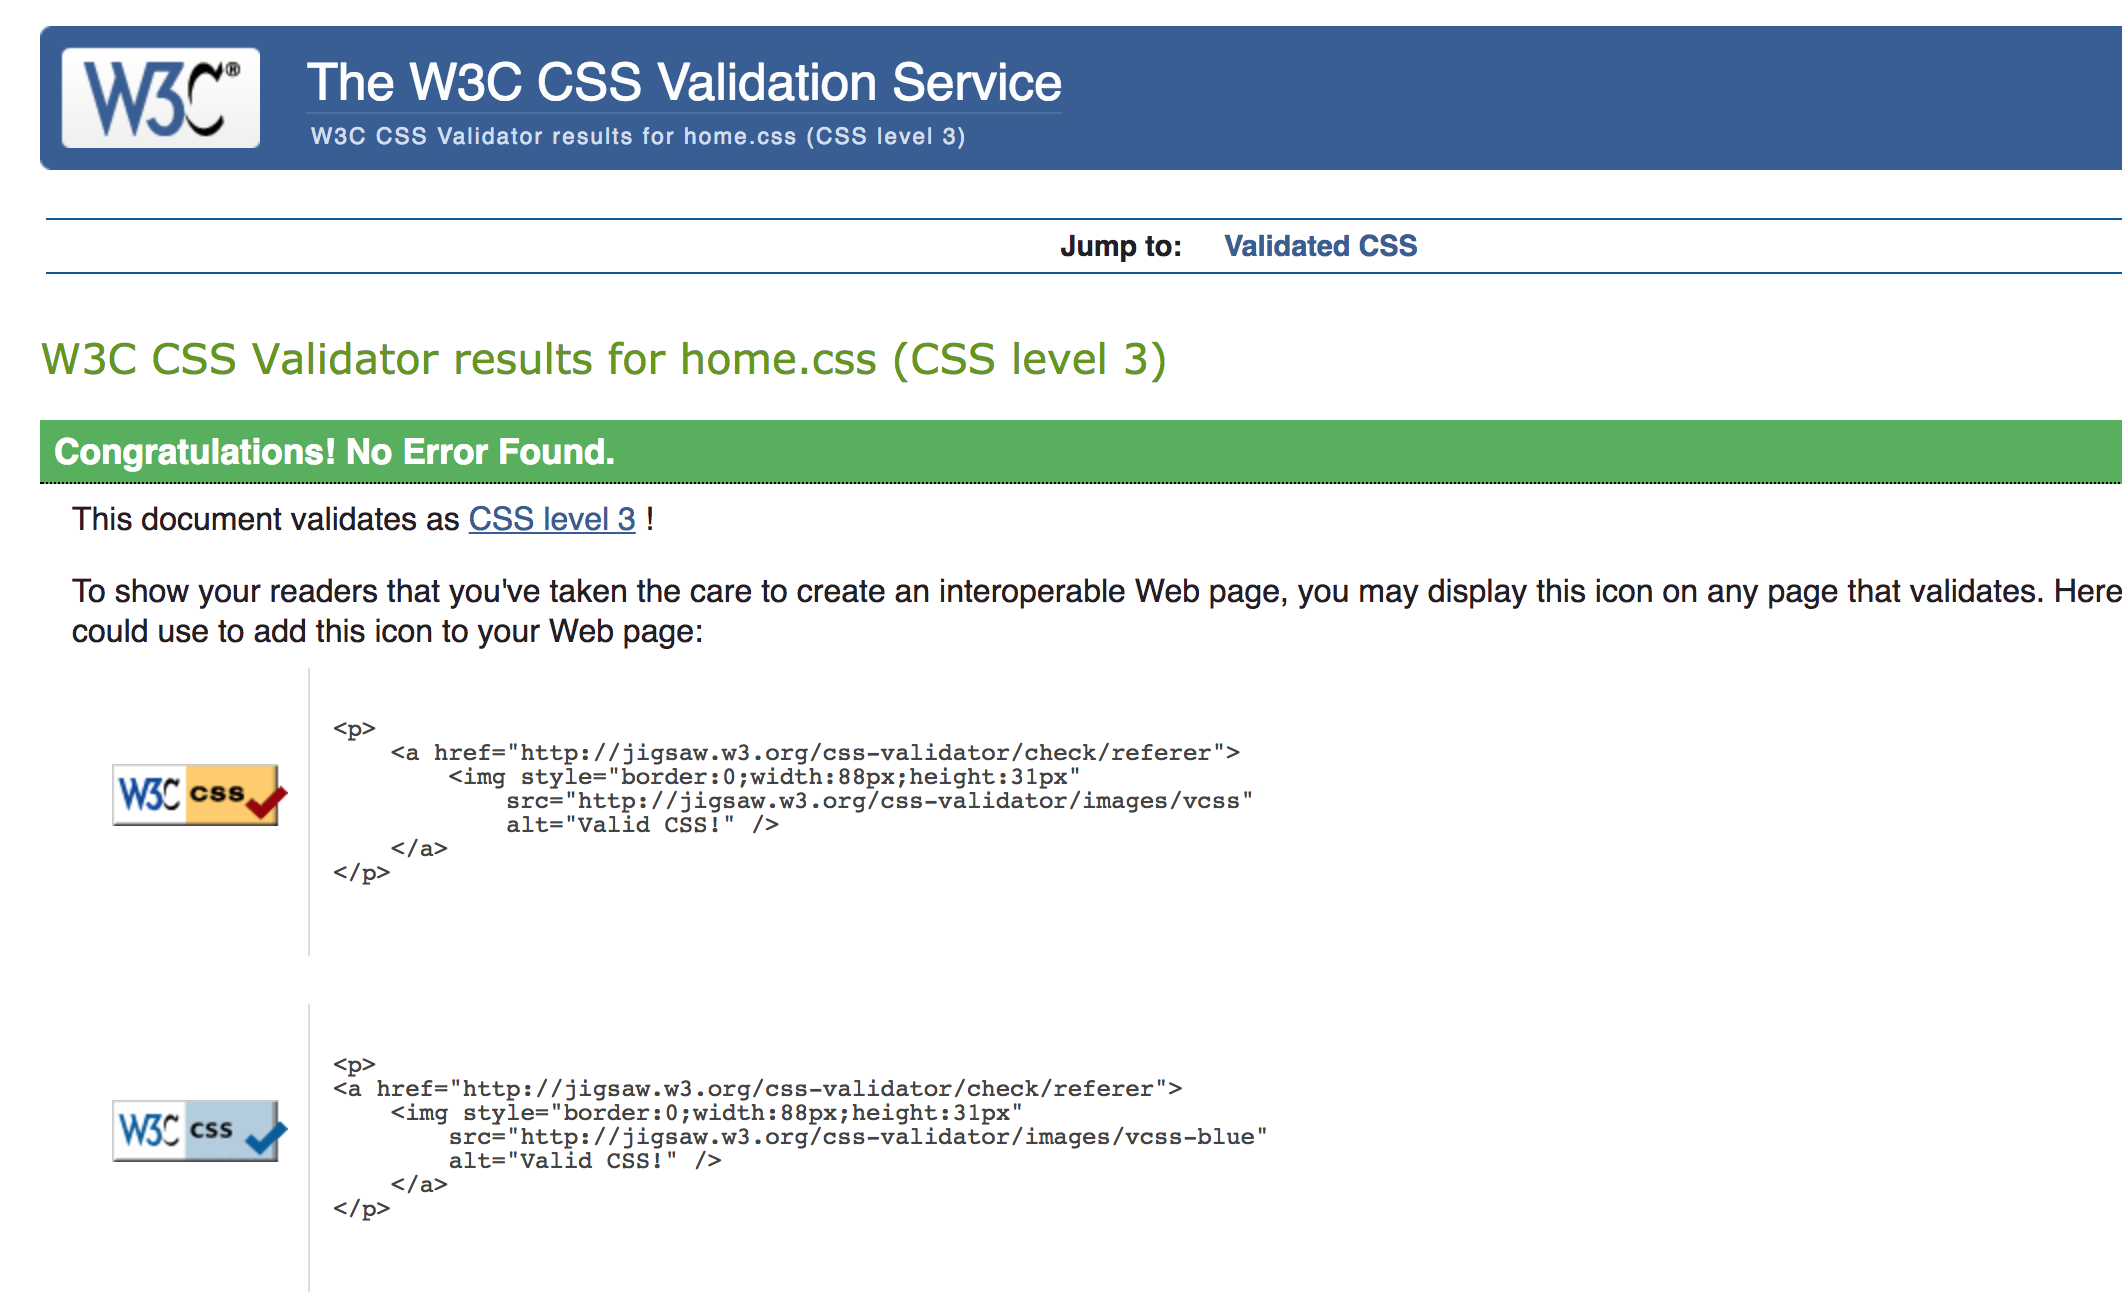 W3C®
The W3C CSS Validation Service
W3C CSS Validator results for home.css (CSS level 3)
Jump to: Validated CSS
W3C CSS Validator results for home.css (CSS level 3)
Congratulations! No Error Found.
This document validates as CSS level 3 !
To show your readers that you've taken the care to create an interoperable Web page, you may display this icon on any page that validates. Here
could use to add this icon to your Web page:
W3C css
<p>
    <a href="http://jigsaw.w3.org/css-validator/check/referer">
        <img style="border:0;width:88px;height:31px"
            src="http://jigsaw.w3.org/css-validator/images/vcss"
            alt="Valid CSS!" />
    </a>
</p>
W3C css
<p>
<a href="http://jigsaw.w3.org/css-validator/check/referer">
    <img style="border:0;width:88px;height:31px"
        src="http://jigsaw.w3.org/css-validator/images/vcss-blue"
        alt="Valid CSS!" />
    </a>
</p>